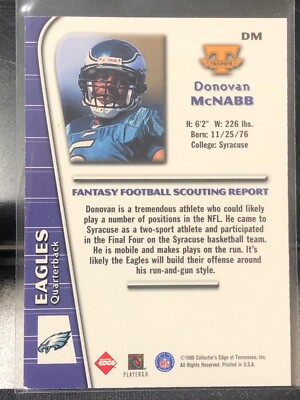 DM
TRIUMPH
Donovan
McNABB
H: 6'2" W: 226 lbs.
Born: 11/25/76
College: Syracuse
FANTASY FOOTBALL SCOUTING REPORT
Donovan is a tremendous athlete who could likely
play a number of positions in the NFL. He came to
Syracuse as a two-sport athlete and participated
in the Final Four on the Syracuse basketball team.
He is mobile and makes plays on the run. It's
likely the Eagles will build their offense around
his run-and-gun style.
EAGLES
Quarterback
EDGE
PLAYERS
NFL
©1999 Collector's Edge of Tennessee, Inc.
All Rights Reserved. Printed in U.S.A.